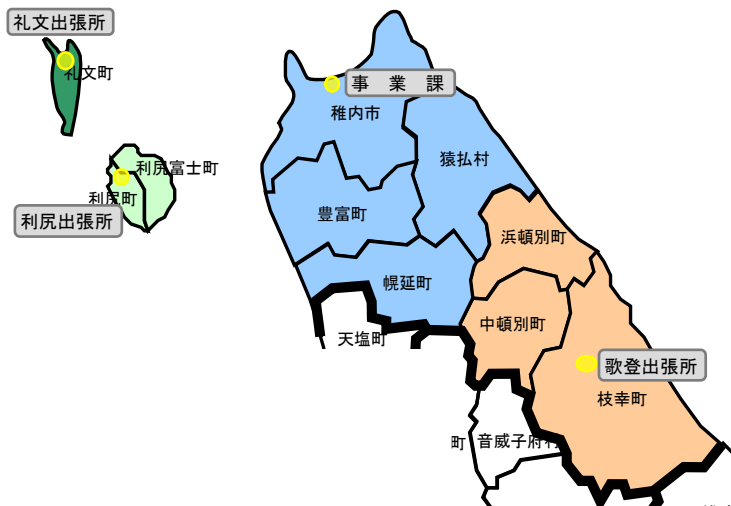 礼文出張所
礼文町
事　業　課
稚内市
猿払村
利尻富士町
利尻町
利尻出張所
豊富町
浜頓別町
幌延町
中頓別町
天塩町
歌登出張所
枝幸町
町
音威子府村